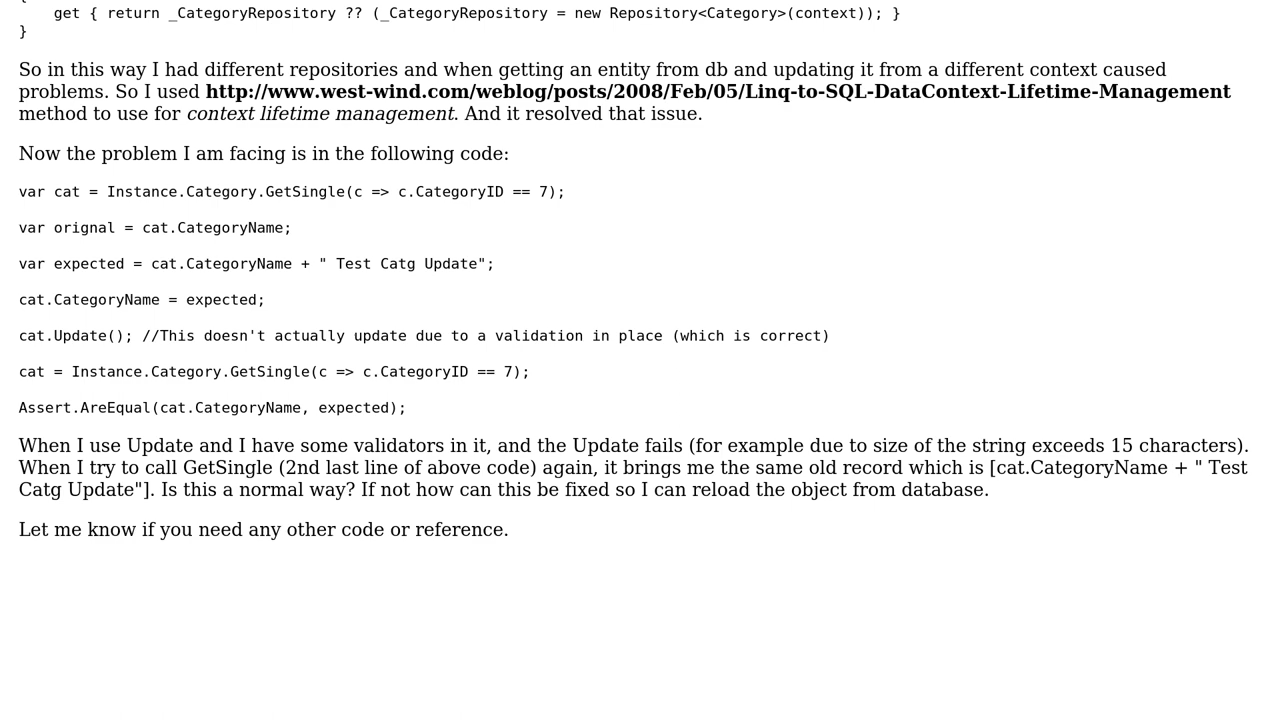 get { return _CategoryRepository ?? (_CategoryRepository = new Repository<Category>(context)); }
}
So in this way I had different repositories and when getting an entity from db and updating it from a different context caused
problems. So I used http://www.west-wind.com/weblog/posts/2008/Feb/05/Linq-to-SQL-DataContext-Lifetime-Management
method to use for context lifetime management. And it resolved that issue.
Now the problem I am facing is in the following code:
var cat = Instance.Category.GetSingle(c => c.CategoryID == 7);
var orignal = cat.CategoryName;
var expected = cat.CategoryName + " Test Catg Update";
cat.CategoryName = expected;
cat.Update(); //This doesn't actually update due to a validation in place (which is correct)
cat = Instance.Category.GetSingle(c => c.CategoryID == 7);
Assert.AreEqual(cat.CategoryName, expected);
When I use Update and I have some validators in it, and the Update fails (for example due to size of the string exceeds 15 characters).
When I try to call GetSingle (2nd last line of above code) again, it brings me the same old record which is [cat.CategoryName + " Test
Catg Update"]. Is this a normal way? If not how can this be fixed so I can reload the object from database.
Let me know if you need any other code or reference.